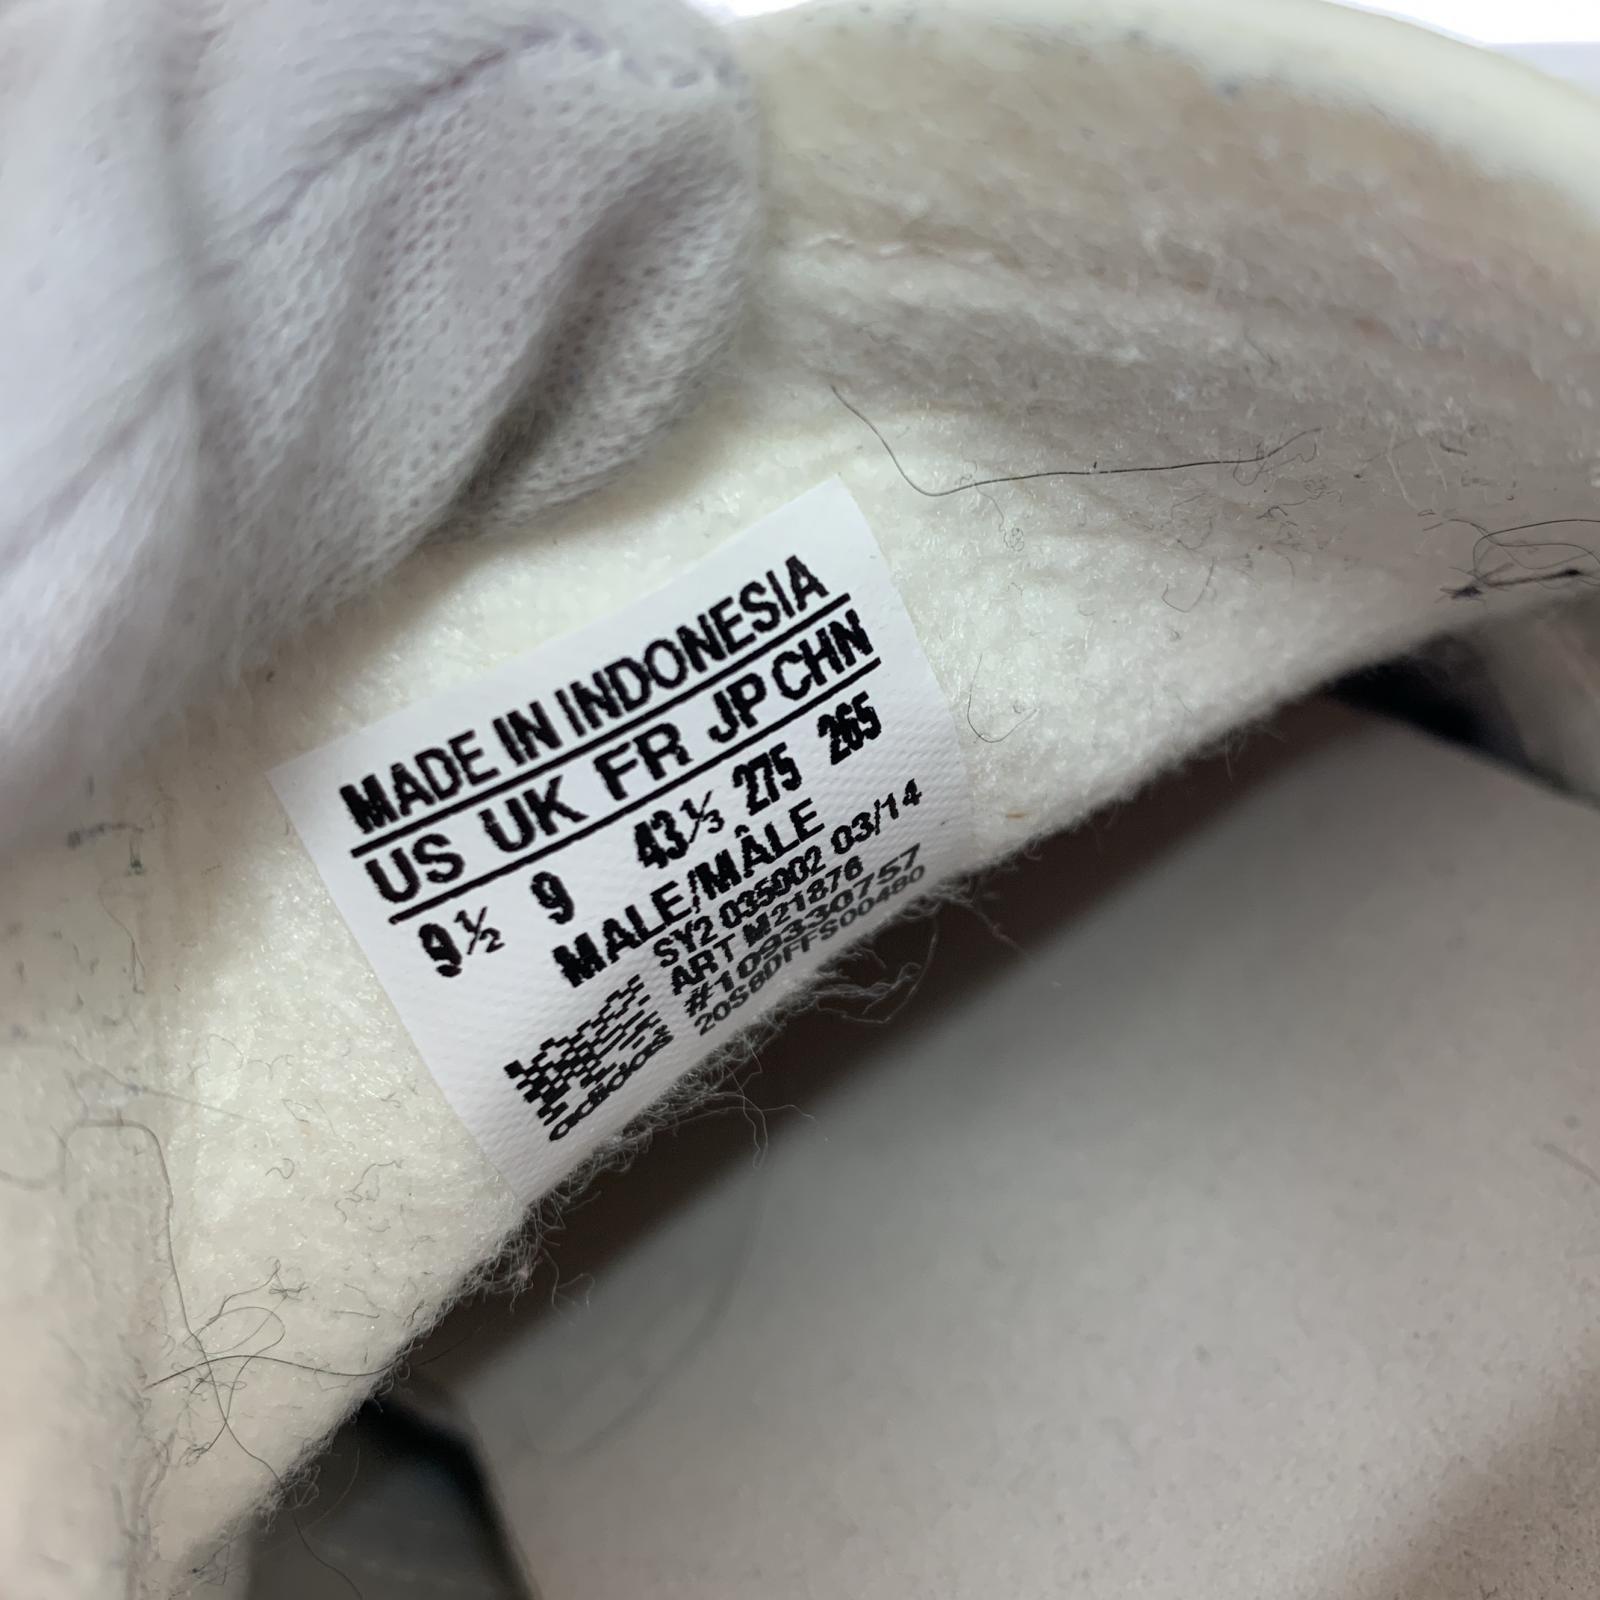 MADE IN INDONESIA
US UK FR JP CHN
9½ 9 43⅓ 275 265
MALE/MÂLE
SY2 035002 03/14
ART M21876
#109330757
20S8DFFS00480
adidas